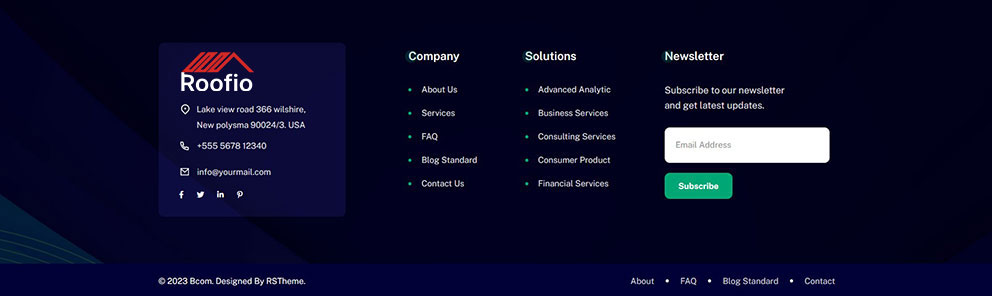 Roofio
Lake view road 366 wilshire,
New polysma 90024/3. USA
+555 5678 12340
info@yourmail.com
Company
About Us
Services
FAQ
Blog Standard
Contact Us
Solutions
Advanced Analytic
Business Services
Consulting Services
Consumer Product
Financial Services
Newsletter
Subscribe to our newsletter
and get latest updates.
Email Address
Subscribe
© 2023 Bcom. Designed By RSTheme.
About • FAQ • Blog Standard • Contact